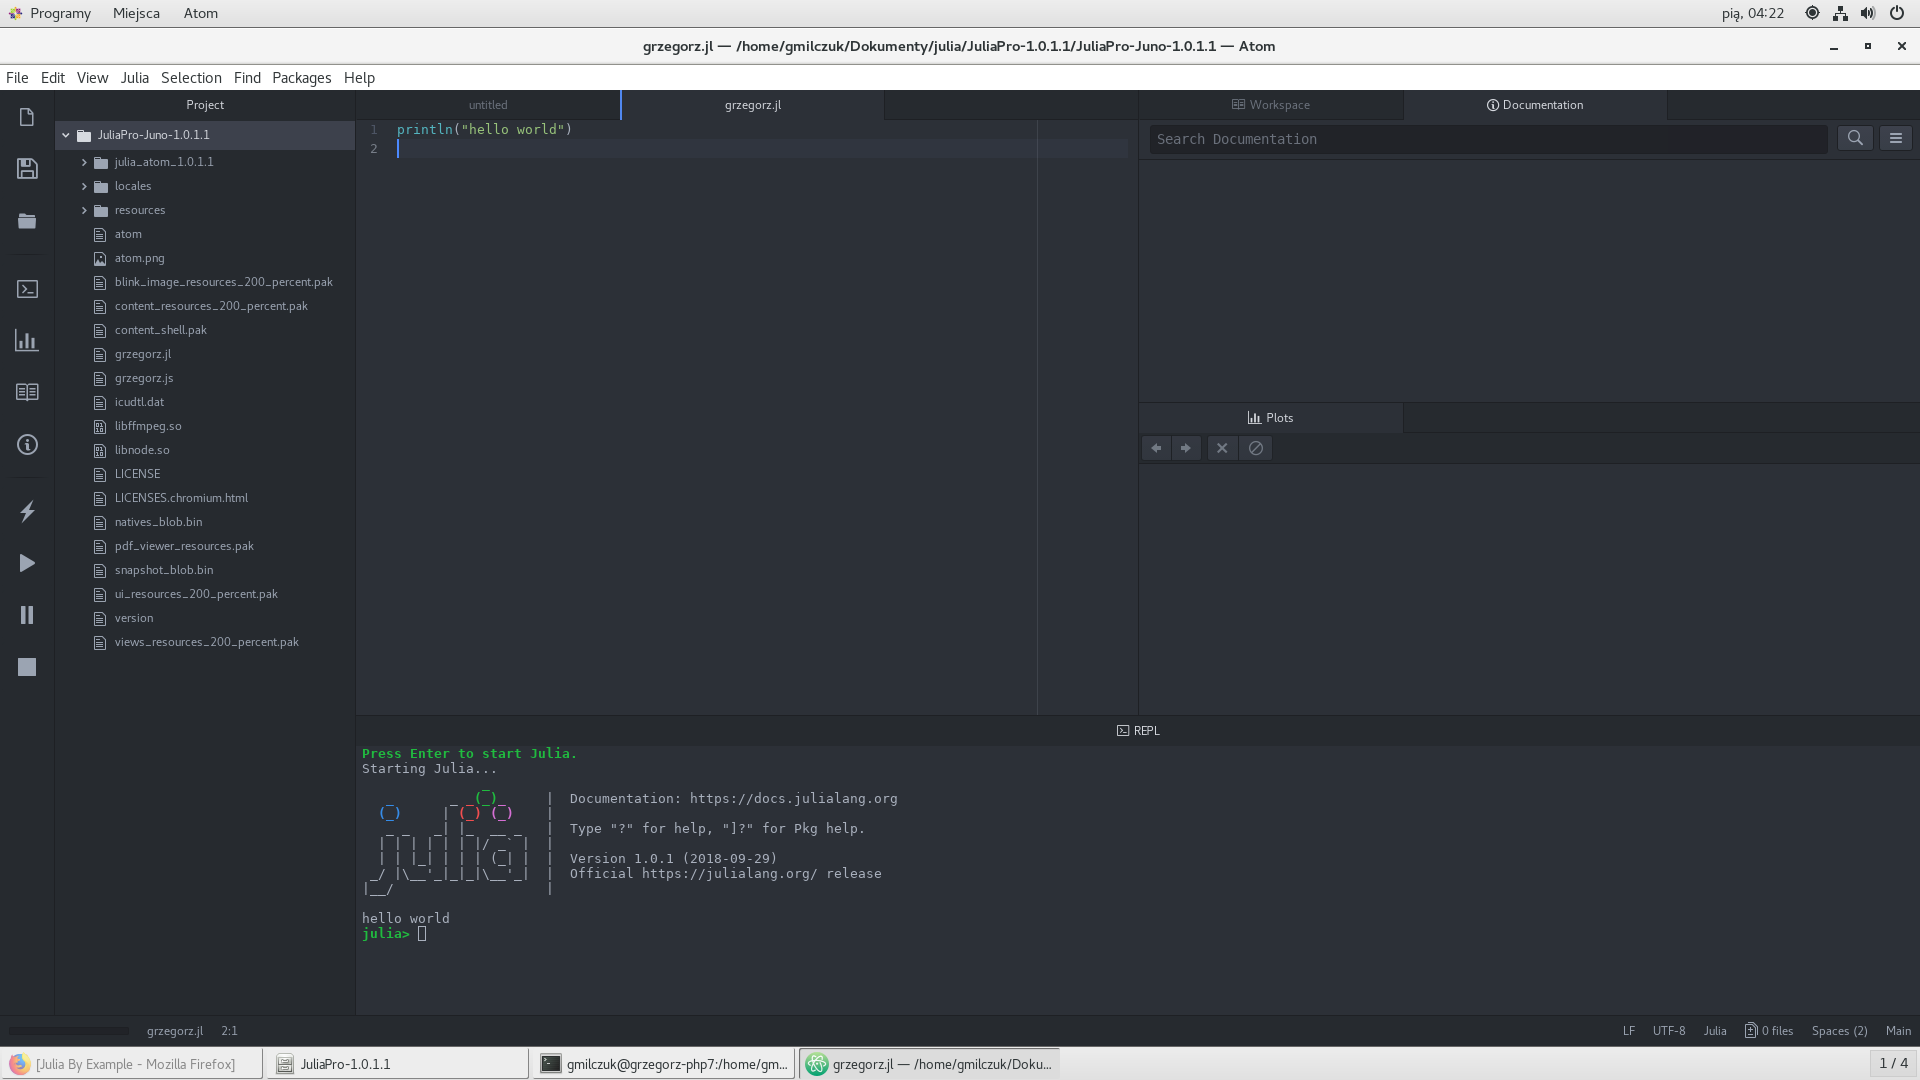 Programy Miejsca Atom pią, 04:22
grzegorz.jl — /home/gmilczuk/Dokumenty/julia/JuliaPro-1.0.1.1/JuliaPro-Juno-1.0.1.1 — Atom
File Edit View Julia Selection Find Packages Help
Project
JuliaPro-Juno-1.0.1.1
julia_atom_1.0.1.1
locales
resources
atom
atom.png
blink_image_resources_200_percent.pak
content_resources_200_percent.pak
content_shell.pak
grzegorz.jl
grzegorz.js
icudtl.dat
libffmpeg.so
libnode.so
LICENSE
LICENSES.chromium.html
natives_blob.bin
pdf_viewer_resources.pak
snapshot_blob.bin
ui_resources_200_percent.pak
version
views_resources_200_percent.pak
untitled grzegorz.jl
1 println("hello world")
2
Workspace Documentation
Search Documentation
Plots
REPL
Press Enter to start Julia.
Starting Julia...
               _
   _       _ _(_)_     |  Documentation: https://docs.julialang.org
  (_)     | (_) (_)    |
   _ _   _| |_  __ _   |  Type "?" for help, "]?" for Pkg help.
  | | | | | | |/ _` |  |
  | | |_| | | | (_| |  |  Version 1.0.1 (2018-09-29)
 _/ |\__'_|_|_|\__'_|  |  Official https://julialang.org/ release
|__/                   |
hello world
julia>
grzegorz.jl 2:1 LF UTF-8 Julia 0 files Spaces (2) Main
[Julia By Example - Mozilla Firefox] JuliaPro-1.0.1.1 gmilczuk@grzegorz-php7:/home/gm... grzegorz.jl — /home/gmilczuk/Doku... 1 / 4